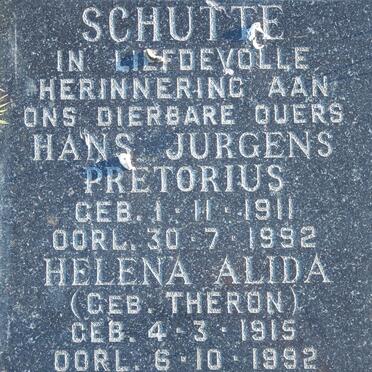 SCHUTTE
IN LIEFDEVOLLE
HERINNERING AAN
ONS DIERBARE OUERS
HANS JURGENS
PRETORIUS
GEB. 1 · 11 · 1911
OORL. 30 · 7 · 1992
HELENA ALIDA
(GEB. THERON)
GEB. 4 · 3 · 1915
OORL. 6 · 10 · 1992